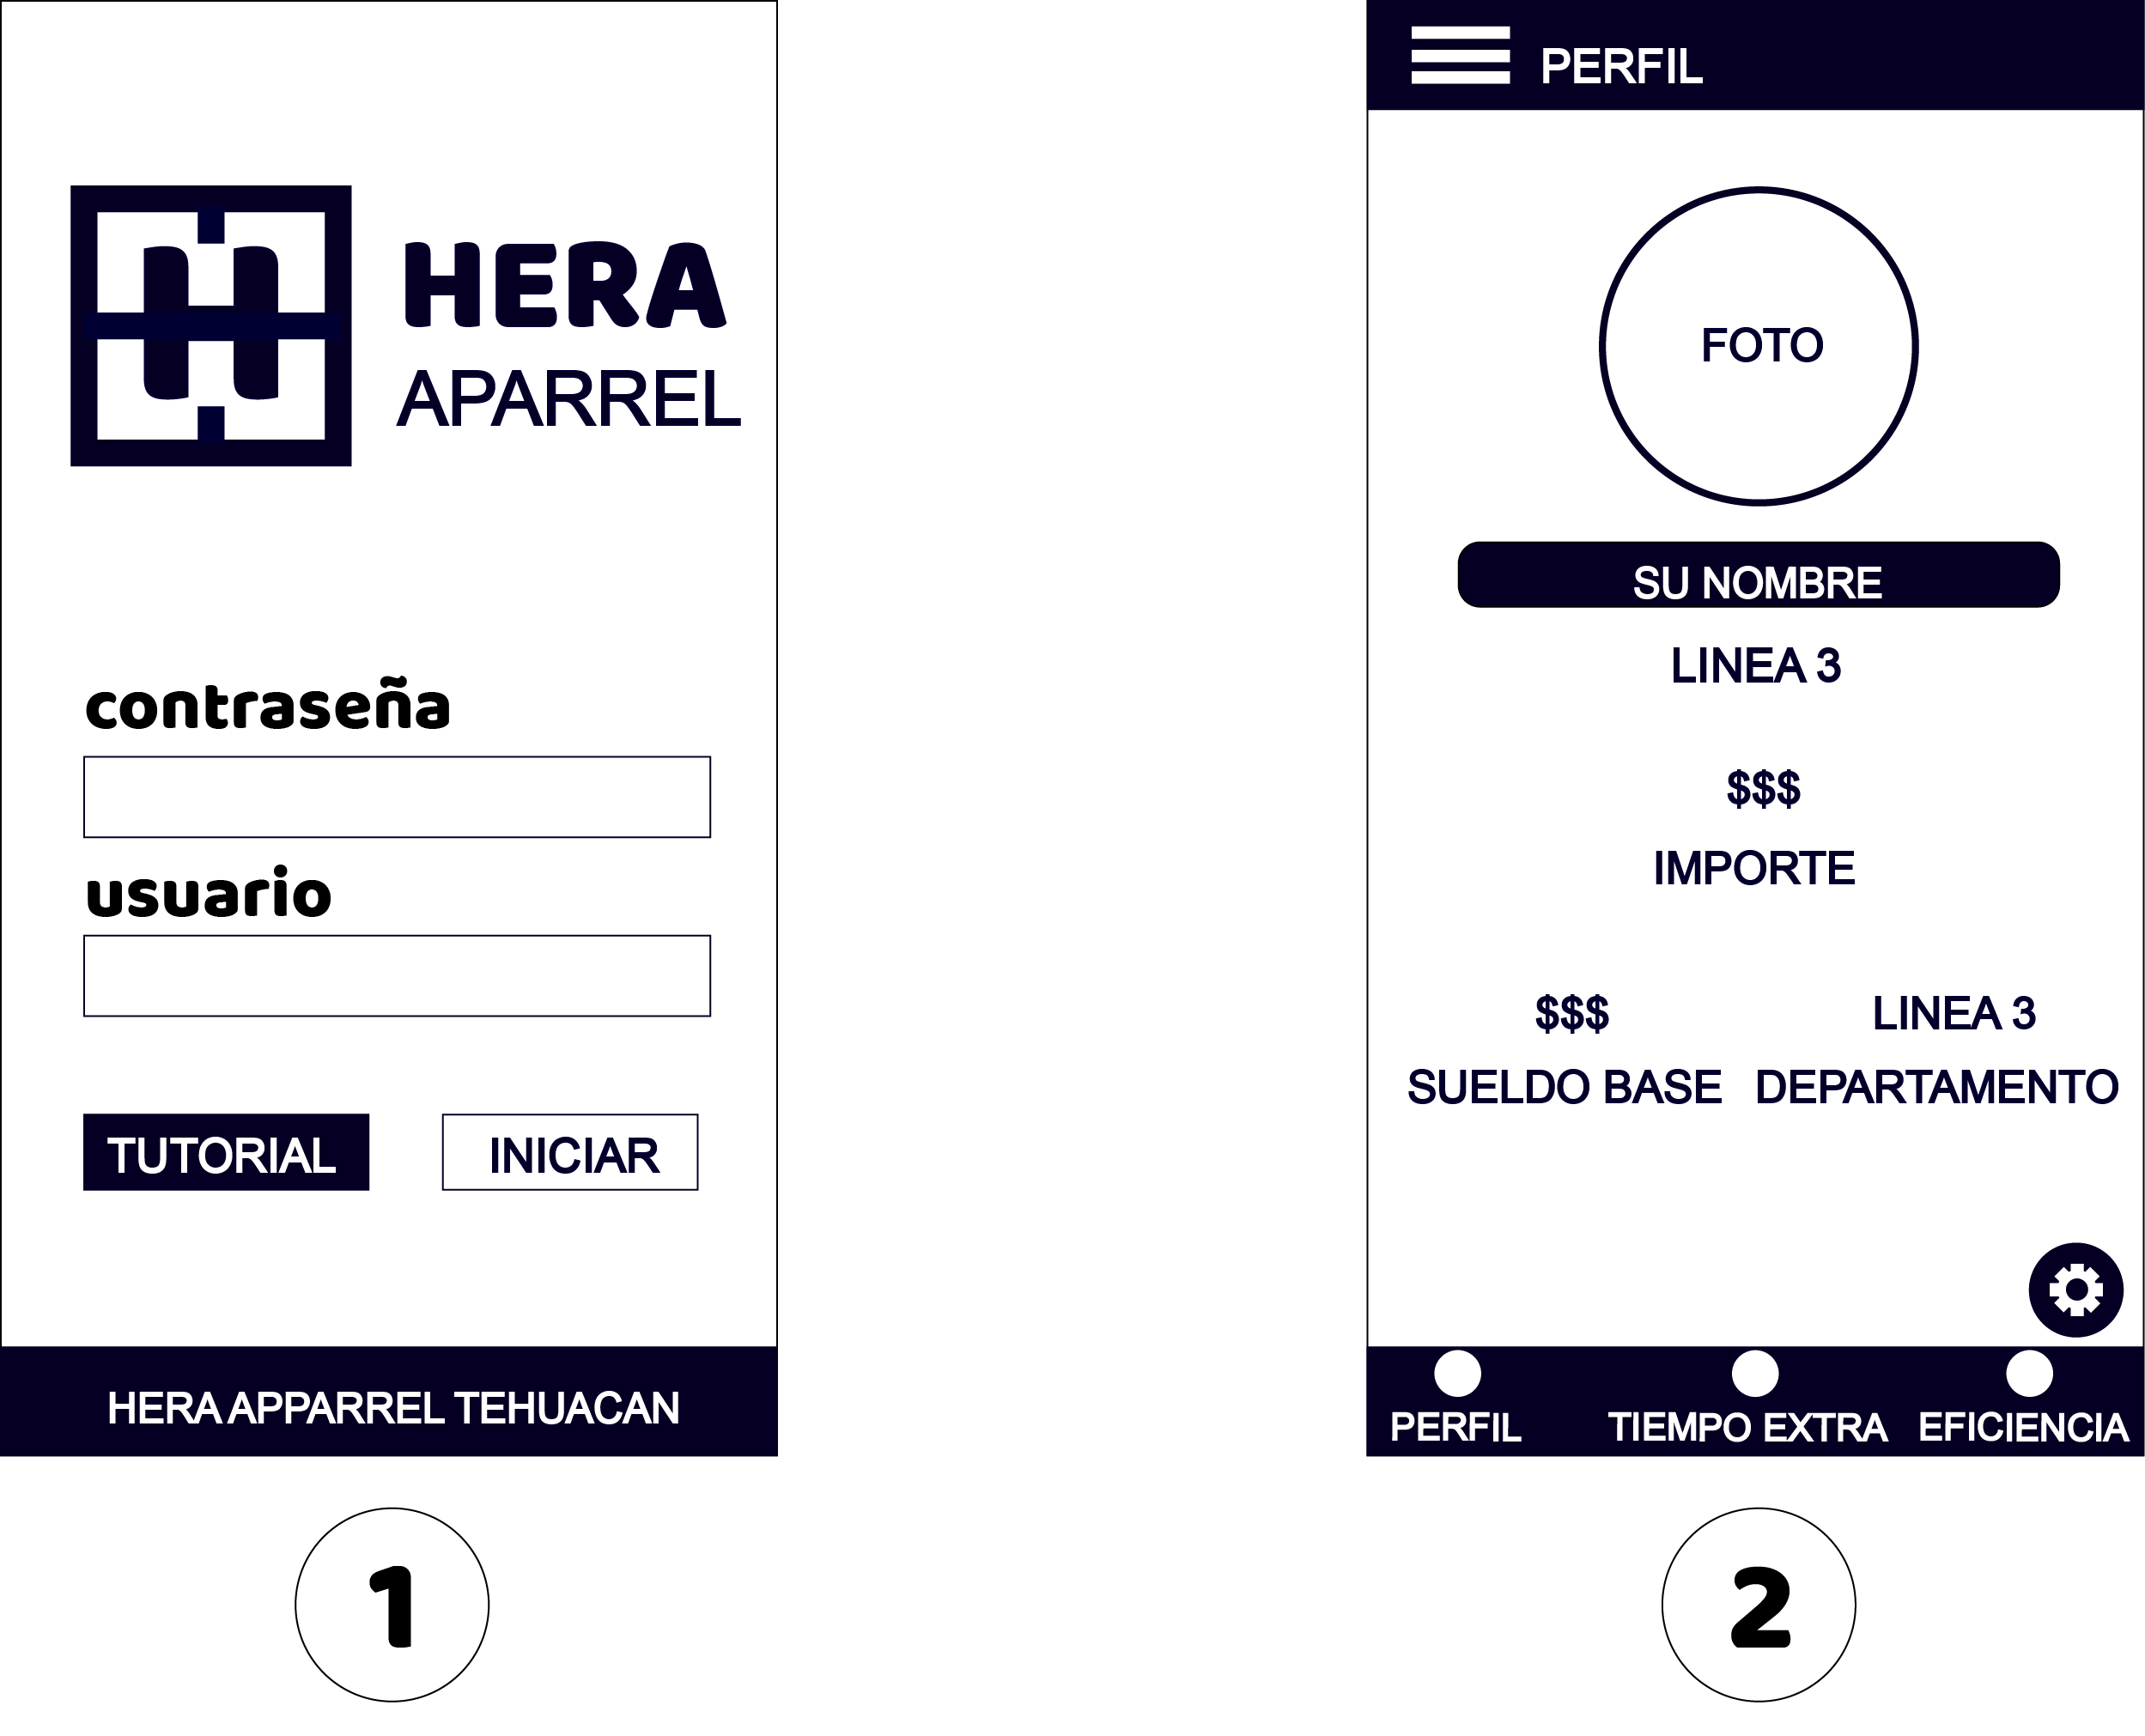 HERA
APARREL
contraseña
usuario
TUTORIAL
INICIAR
HERA APPARREL TEHUACAN
1
PERFIL
FOTO
SU NOMBRE
LINEA 3
$$$
IMPORTE
$$$
SUELDO BASE
LINEA 3
DEPARTAMENTO
PERFIL
TIEMPO EXTRA
EFICIENCIA
2